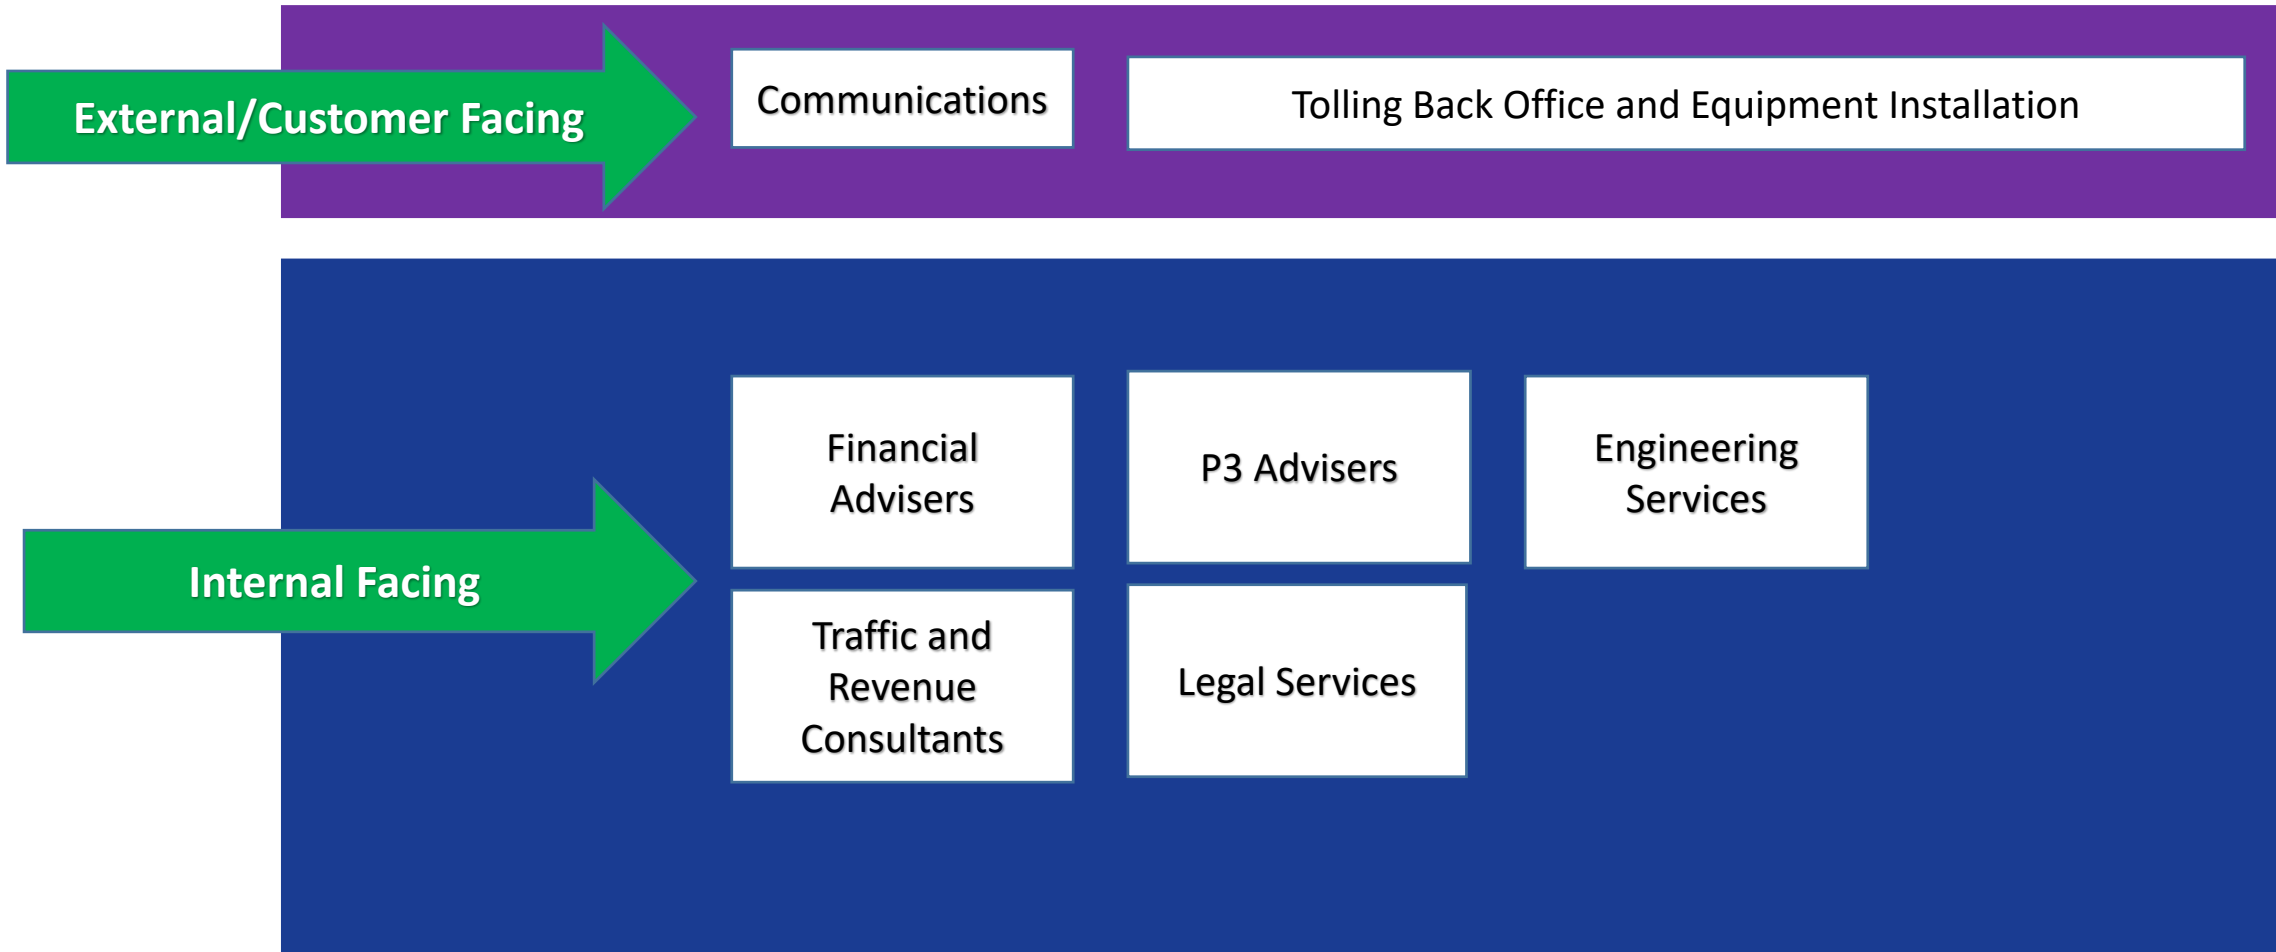 External/Customer Facing
Communications
Tolling Back Office and Equipment Installation
Internal Facing
Financial
Advisers
P3 Advisers
Engineering
Services
Traffic and
Revenue
Consultants
Legal Services